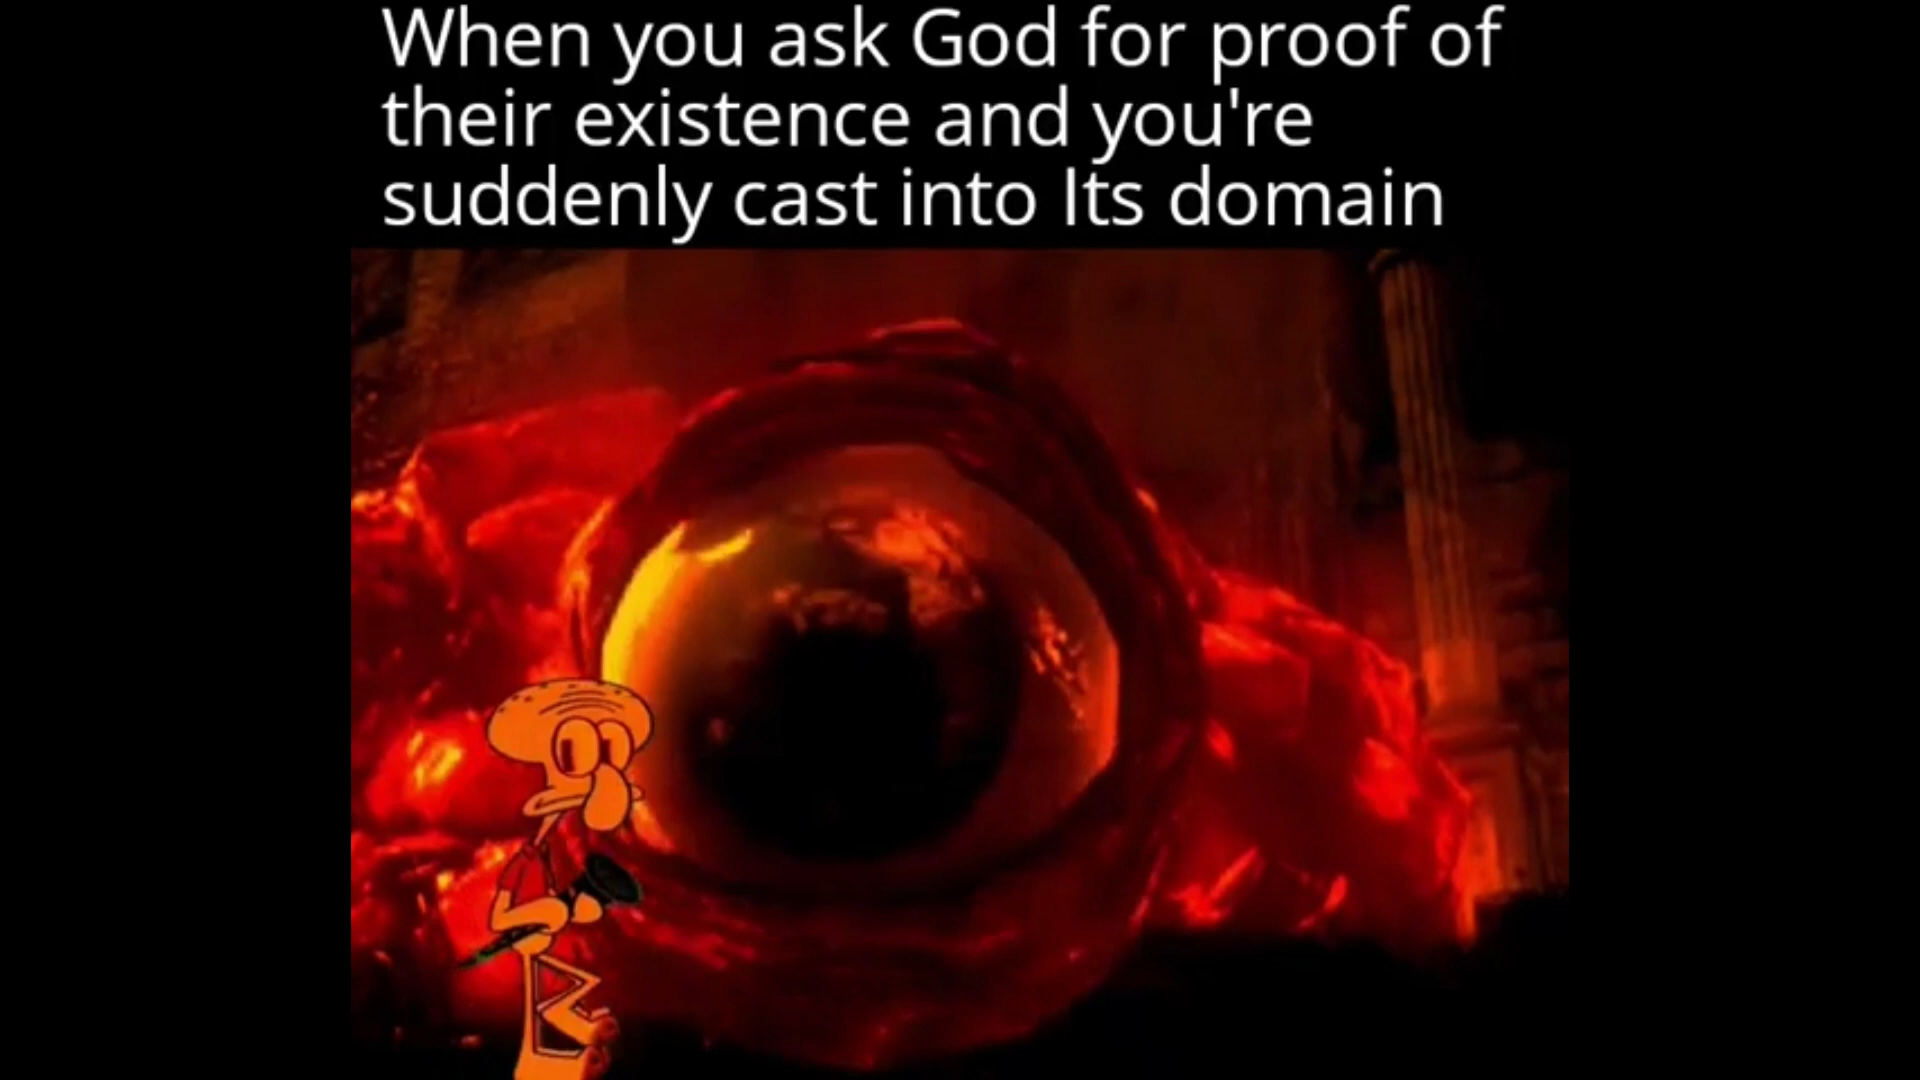 When you ask God for proof of
their existence and you're
suddenly cast into Its domain